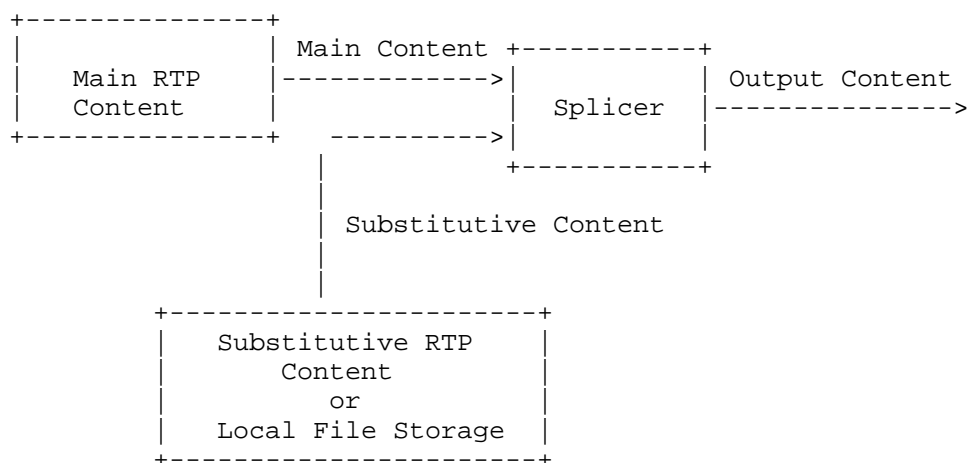 Main Content
Main RTP
Content
Splicer
Output Content
Substitutive Content
Substitutive RTP
Content
or
Local File Storage